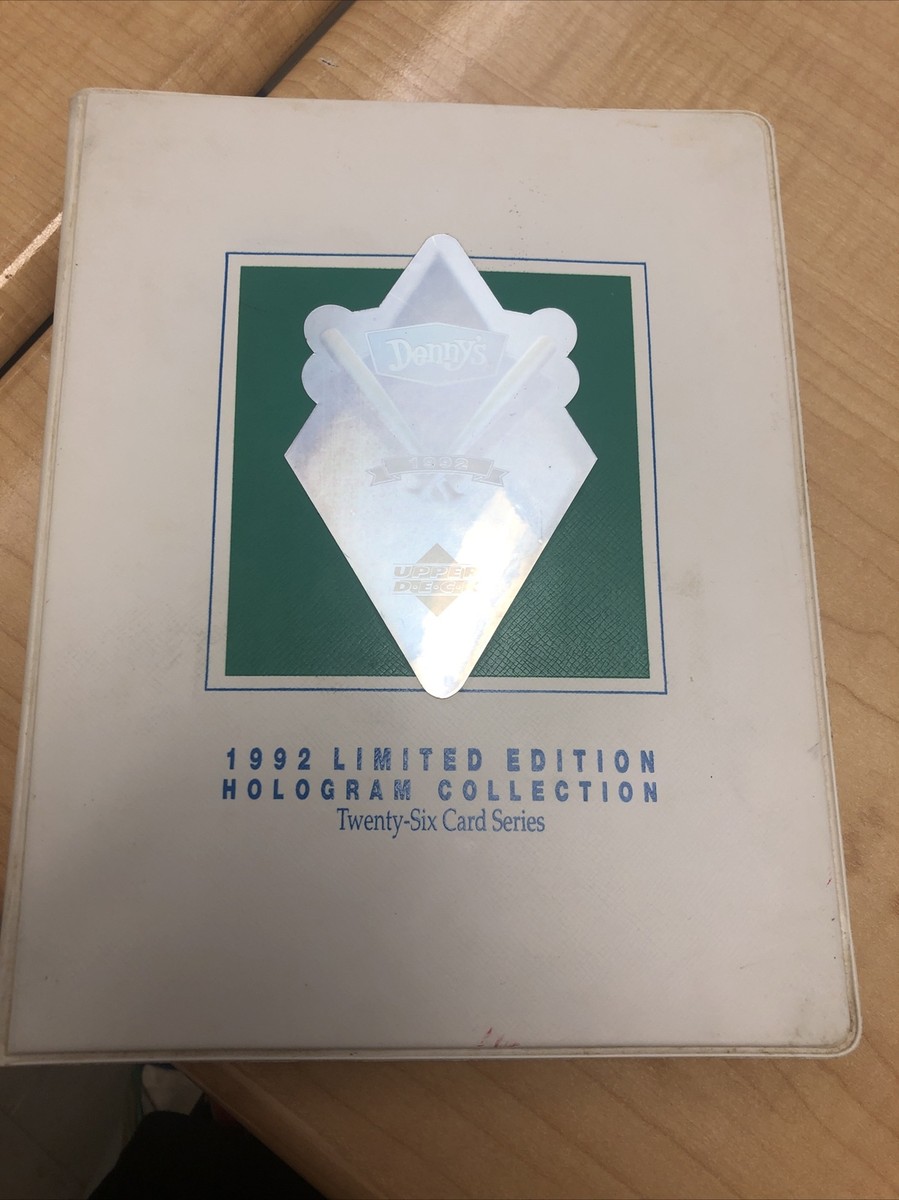 Denny's
1992
UPPER
DECK
1992 LIMITED EDITION
HOLOGRAM COLLECTION
Twenty-Six Card Series